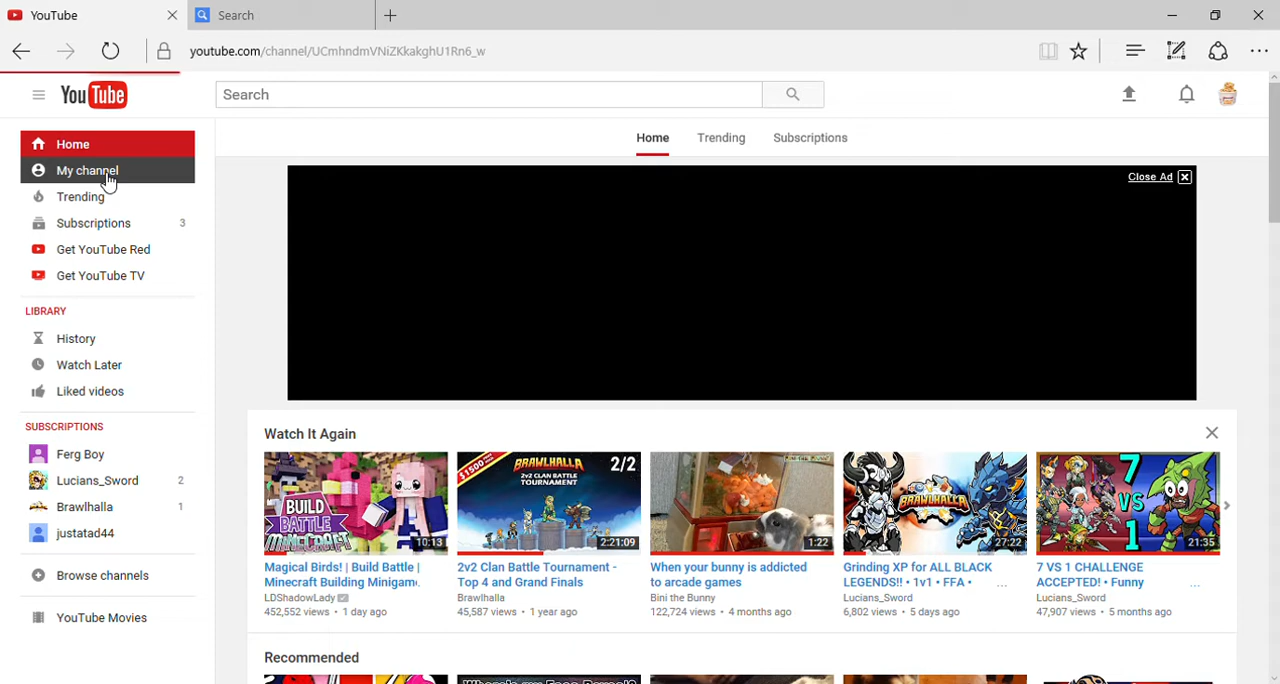 YouTube
Search
youtube.com/channel/UCmhndmVNiZKkakghU1Rn6_w
YouTube
Search
Home
My channel
Trending
Subscriptions 3
Get YouTube Red
Get YouTube TV
LIBRARY
History
Watch Later
Liked videos
SUBSCRIPTIONS
Ferg Boy
Lucians_Sword 2
Brawlhalla 1
justatad44
Browse channels
YouTube Movies
Home Trending Subscriptions
Close Ad
Watch It Again
BUILD
BATTLE
MINECRAFT
10:13
Magical Birds! | Build Battle |
Minecraft Building Minigam.
LDShadowLady
452,552 views • 1 day ago
$1500
BRAWLHALLA
2v2 CLAN BATTLE
TOURNAMENT
2/2
2:21:09
2v2 Clan Battle Tournament -
Top 4 and Grand Finals
Brawlhalla
45,587 views • 1 year ago
1:22
When your bunny is addicted
to arcade games
Bini the Bunny
122,724 views • 4 months ago
BRAWLHALLA
27:22
Grinding XP for ALL BLACK
LEGENDS!! • 1v1 • FFA • ...
Lucians_Sword
6,802 views • 5 days ago
7
VS
1
21:35
7 VS 1 CHALLENGE
ACCEPTED! • Funny ...
Lucians_Sword
47,907 views • 5 months ago
Recommended